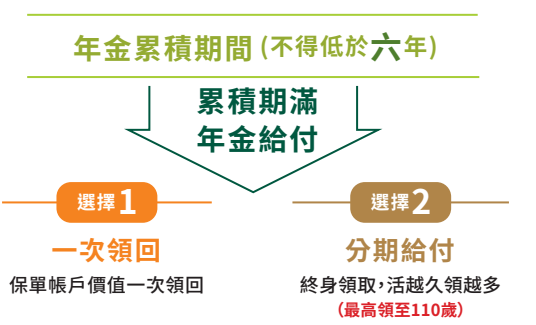 年金累積期間(不得低於六年)
累積期滿
年金給付
選擇1
一次領回
保單帳戶價值一次領回
選擇2
分期給付
終身領取,活越久領越多
(最高領至110歲)